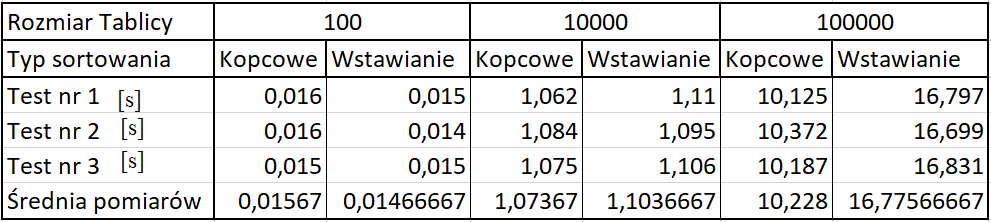 Rozmiar Tablicy 100 10000 100000
Typ sortowania Kopcowe Wstawianie Kopcowe Wstawianie Kopcowe Wstawianie
Test nr 1 [s] 0,016 0,015 1,062 1,11 10,125 16,797
Test nr 2 [s] 0,016 0,014 1,084 1,095 10,372 16,699
Test nr 3 [s] 0,015 0,015 1,075 1,106 10,187 16,831
Średnia pomiarów 0,01567 0,01466667 1,07367 1,1036667 10,228 16,77566667